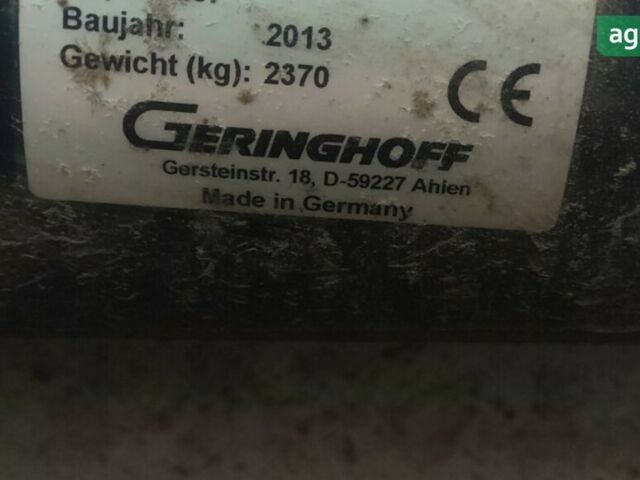 Baujahr: 2013
Gewicht (kg): 2370
CE
GERINGHOFF
Gersteinstr. 18, D-59227 Ahlen
Made in Germany
ag